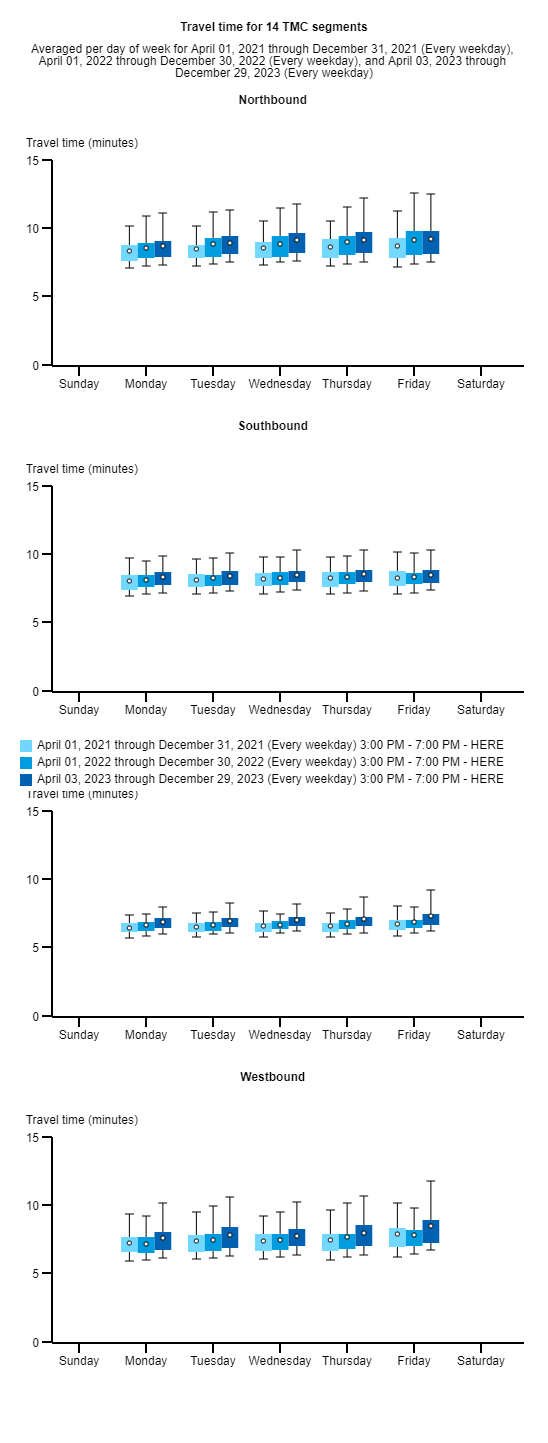 Travel time for 14 TMC segments
Averaged per day of week for April 01, 2021 through December 31, 2021 (Every weekday),
April 01, 2022 through December 30, 2022 (Every weekday), and April 03, 2023 through
December 29, 2023 (Every weekday)
Northbound
Travel time (minutes)
15
10
5
0
Sunday Monday Tuesday Wednesday Thursday Friday Saturday
Southbound
Travel time (minutes)
15
10
5
0
Sunday Monday Tuesday Wednesday Thursday Friday Saturday
April 01, 2021 through December 31, 2021 (Every weekday) 3:00 PM - 7:00 PM - HERE
April 01, 2022 through December 30, 2022 (Every weekday) 3:00 PM - 7:00 PM - HERE
April 03, 2023 through December 29, 2023 (Every weekday) 3:00 PM - 7:00 PM - HERE
Travel time (minutes)
15
10
5
0
Sunday Monday Tuesday Wednesday Thursday Friday Saturday
Westbound
Travel time (minutes)
15
10
5
0
Sunday Monday Tuesday Wednesday Thursday Friday Saturday